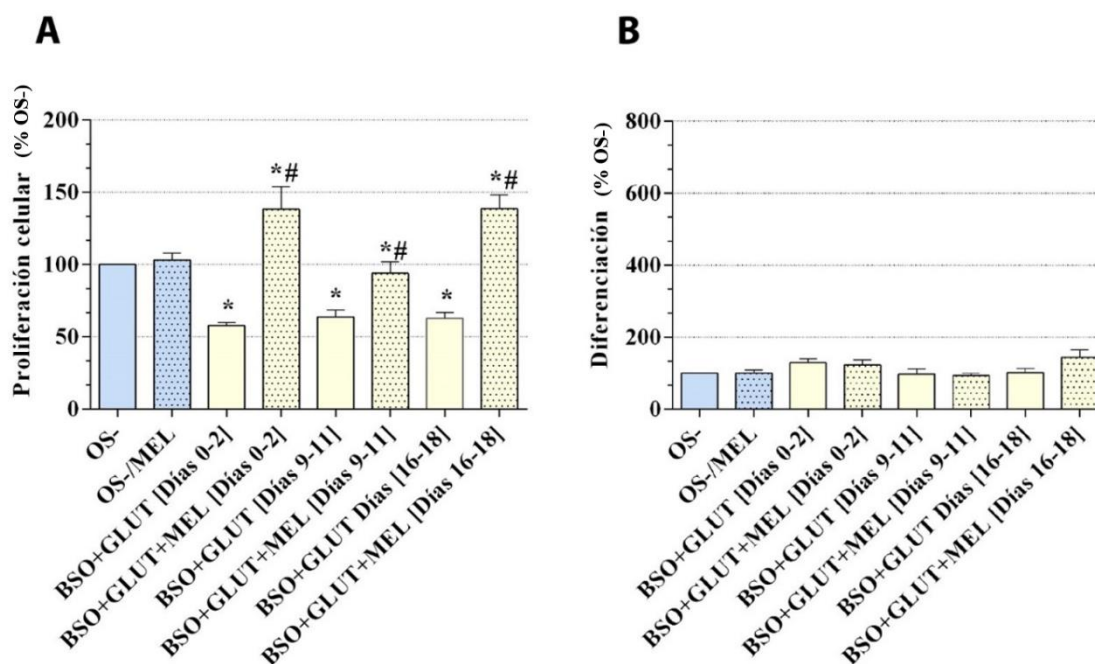 A
Proliferación celular (% OS-)
200
150
100
50
0
*
*#
*
*#
*
*#
OS-
OS-/MEL
BSO+GLUT [Días 0-2]
BSO+GLUT+MEL [Días 0-2]
BSO+GLUT [Días 9-11]
BSO+GLUT+MEL [Días 9-11]
BSO+GLUT Días [16-18]
BSO+GLUT+MEL [Días 16-18]
B
Diferenciación (% OS-)
800
600
400
200
0
OS-
OS-/MEL
BSO+GLUT [Días 0-2]
BSO+GLUT+MEL [Días 0-2]
BSO+GLUT [Días 9-11]
BSO+GLUT+MEL [Días 9-11]
BSO+GLUT Días [16-18]
BSO+GLUT+MEL [Días 16-18]